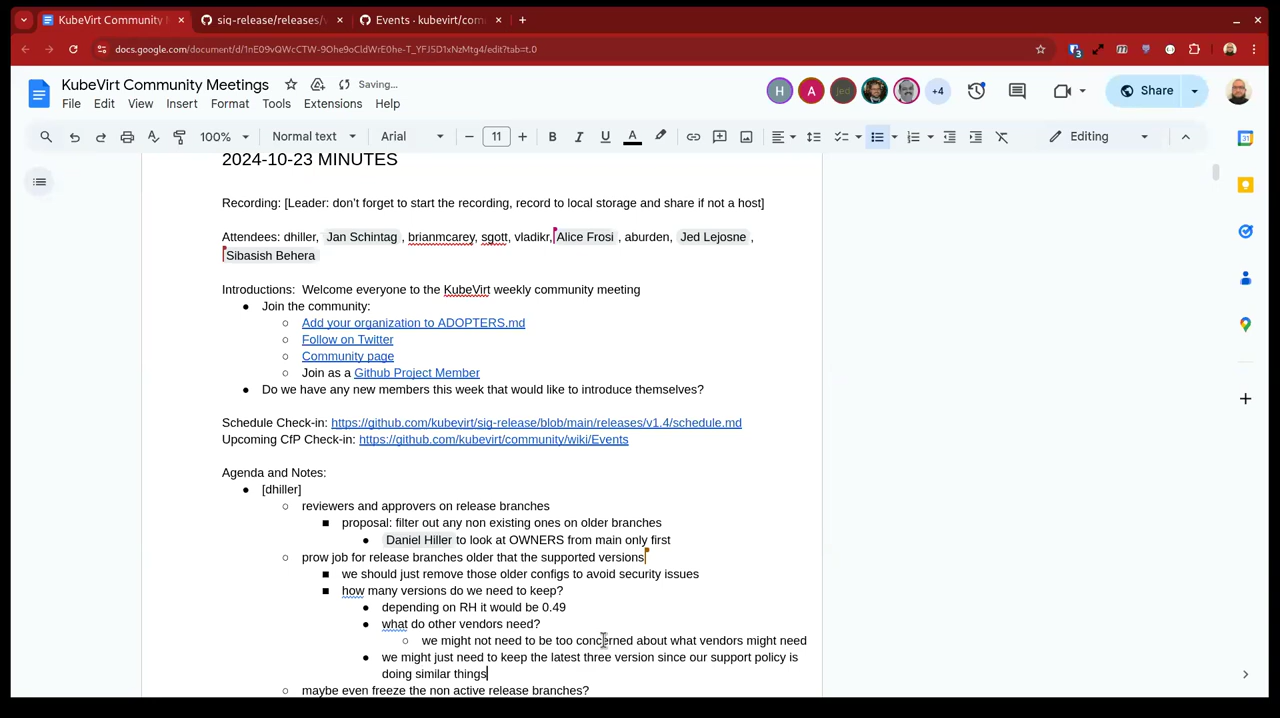 KubeVirt Community
sig-release/releases/v
Events · kubevirt/com
docs.google.com/document/d/1nE09vQWcCTW-9Ohe9oCldWrE0he-T_YFJ5D1xNzMtg4/edit?tab=t.0
KubeVirt Community Meetings
Saving...
File Edit View Insert Format Tools Extensions Help
H A Jed +4
Share
100% Normal text Arial 11 B I U A Editing
2024-10-23 MINUTES
Recording: [Leader: don't forget to start the recording, record to local storage and share if not a host]
Attendees: dhiller, Jan Schintag , brianmcarey, sgott, vladikr, Alice Frosi , aburden, Jed Lejosne ,
Sibasish Behera
Introductions: Welcome everyone to the KubeVirt weekly community meeting
● Join the community:
○ Add your organization to ADOPTERS.md
○ Follow on Twitter
○ Community page
○ Join as a Github Project Member
● Do we have any new members this week that would like to introduce themselves?
Schedule Check-in: https://github.com/kubevirt/sig-release/blob/main/releases/v1.4/schedule.md
Upcoming CfP Check-in: https://github.com/kubevirt/community/wiki/Events
Agenda and Notes:
● [dhiller]
○ reviewers and approvers on release branches
■ proposal: filter out any non existing ones on older branches
● Daniel Hiller to look at OWNERS from main only first
○ prow job for release branches older that the supported versions
■ we should just remove those older configs to avoid security issues
■ how many versions do we need to keep?
● depending on RH it would be 0.49
● what do other vendors need?
○ we might not need to be too concerned about what vendors might need
● we might just need to keep the latest three version since our support policy is
doing similar things
○ maybe even freeze the non active release branches?